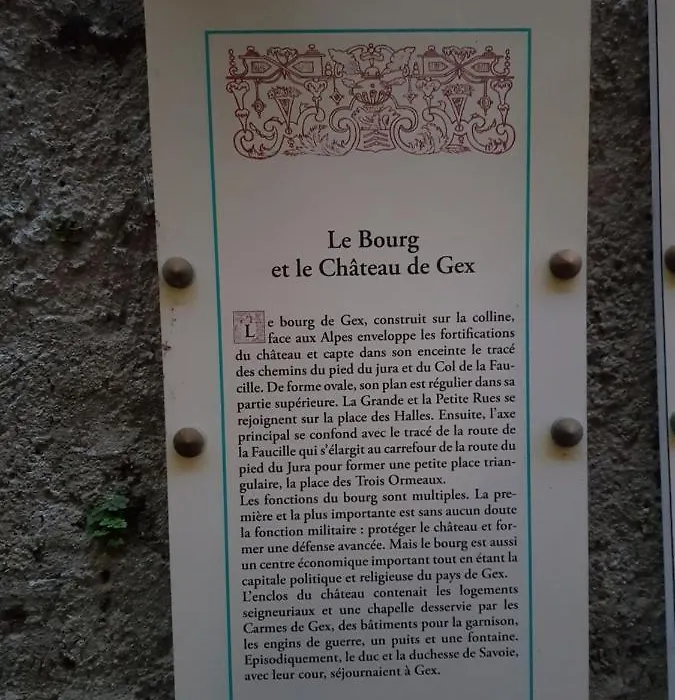 Le Bourg
et le Château de Gex
Le bourg de Gex, construit sur la colline,
face aux Alpes enveloppe les fortifications
du château et capte dans son enceinte le tracé
des chemins du pied du jura et du Col de la Fau-
cille. De forme ovale, son plan est régulier dans sa
partie supérieure. La Grande et la Petite Rues se
rejoignent sur la place des Halles. Ensuite, l'axe
principal se confond avec le tracé de la route de
la Faucille qui s'élargit au carrefour de la route du
pied du Jura pour former une petite place trian-
gulaire, la place des Trois Ormeaux.
Les fonctions du bourg sont multiples. La pre-
mière et la plus importante est sans aucun doute
la fonction militaire : protéger le château et for-
mer une défense avancée. Mais le bourg est aussi
un centre économique important tout en étant la
capitale politique et religieuse du pays de Gex.
L'enclos du château contenait les logements
seigneuriaux et une chapelle desservie par les
Carmes de Gex, des bâtiments pour la garnison,
les engins de guerre, un puits et une fontaine.
Episodiquement, le duc et la duchesse de Savoie,
avec leur cour, séjournaient à Gex.